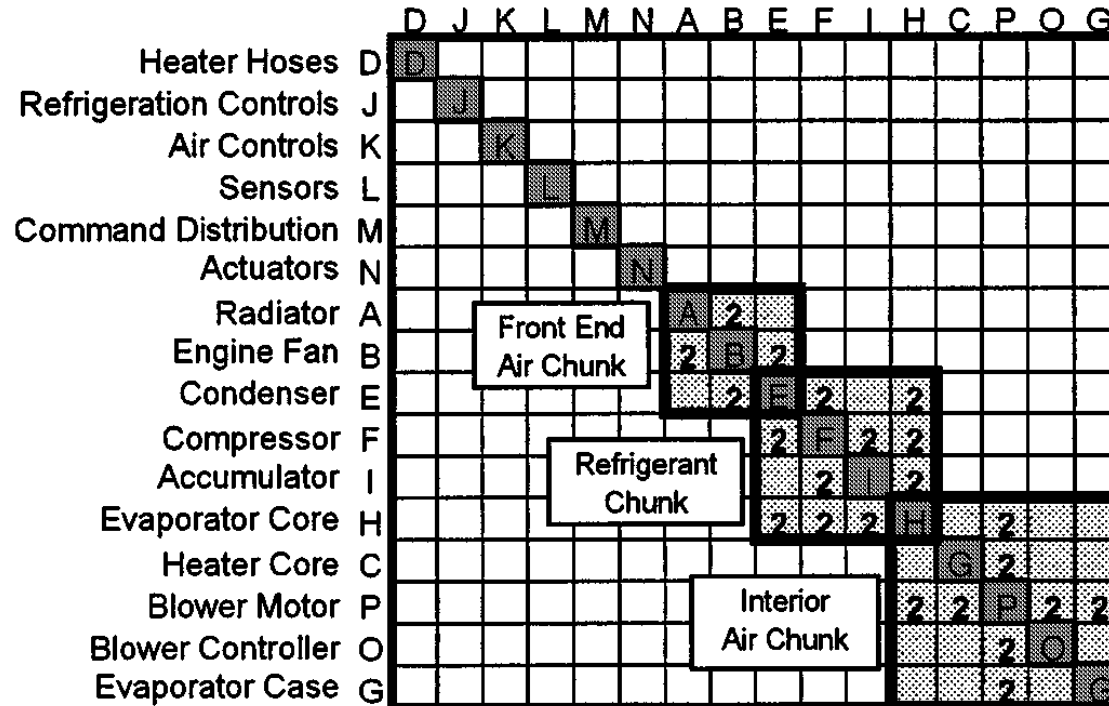 D J K L M N A B E F I H C P O G
Heater Hoses D D
Refrigeration Controls J J
Air Controls K K
Sensors L L
Command Distribution M M
Actuators N N
Radiator A A 2
Engine Fan B 2 B 2
Condenser E 2 E 2 2
Compressor F 2 F 2 2
Accumulator I 2 I 2
Evaporator Core H 2 2 2 H 2
Heater Core C C 2
Blower Motor P 2 2 P 2 2
Blower Controller O 2 O
Evaporator Case G 2 G
Front End
Air Chunk
Refrigerant
Chunk
Interior
Air Chunk